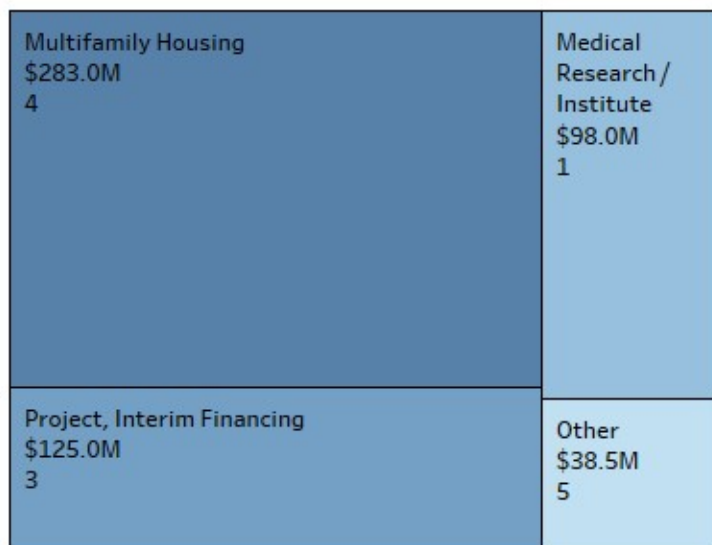 Multifamily Housing
$283.0M
4
Medical
Research /
Institute
$98.0M
1
Project, Interim Financing
$125.0M
3
Other
$38.5M
5